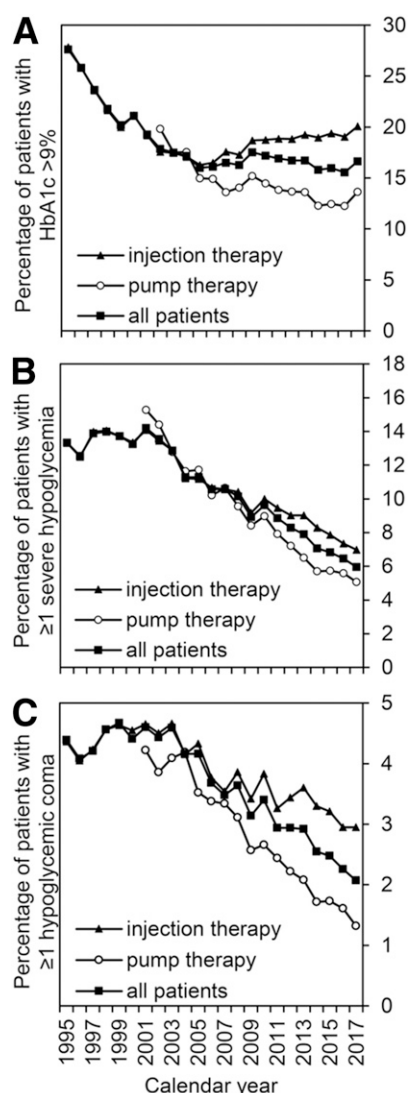 A
Percentage of patients with
HbA1c >9%
30
25
20
15
10
5
0
injection therapy
pump therapy
all patients
B
Percentage of patients with
≥1 severe hypoglycemia
18
16
14
12
10
8
6
4
2
0
injection therapy
pump therapy
all patients
C
Percentage of patients with
≥1 hypoglycemic coma
5
4
3
2
1
0
injection therapy
pump therapy
all patients
1995
1997
1999
2001
2003
2005
2007
2009
2011
2013
2015
2017
Calendar year